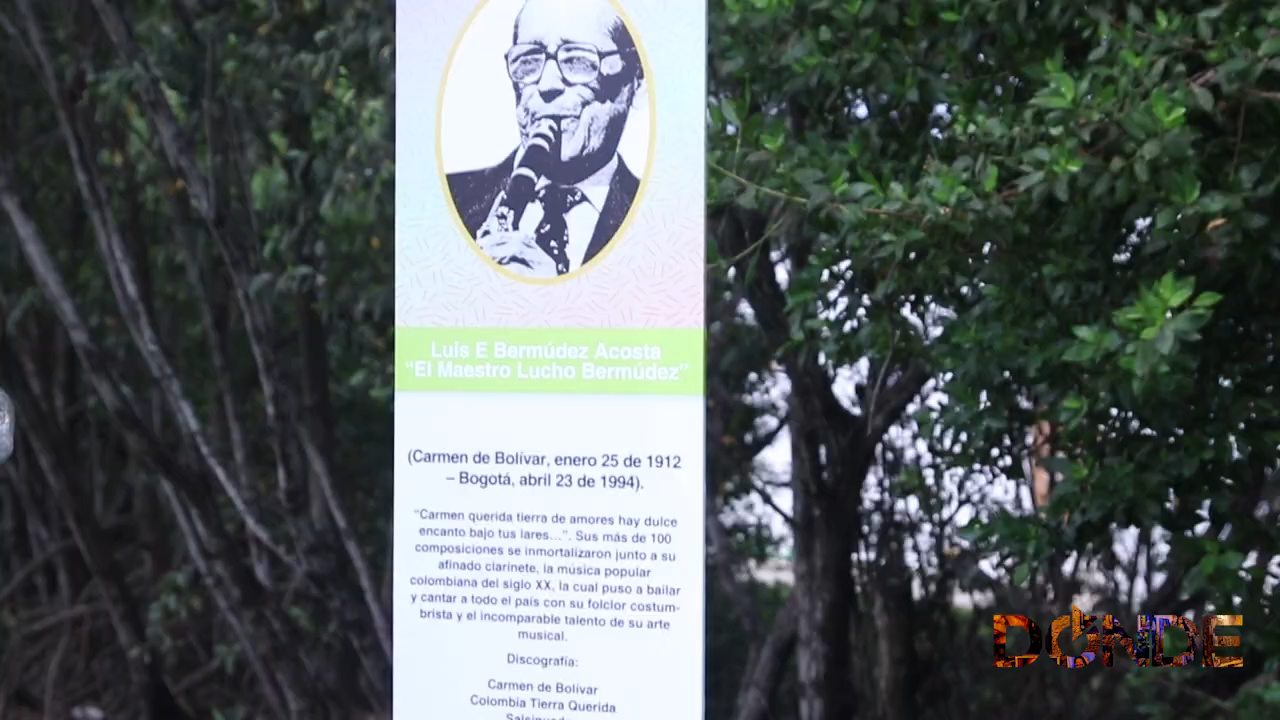 Luis E Bermúdez Acosta
"El Maestro Lucho Bermúdez"
(Carmen de Bolívar, enero 25 de 1912
– Bogotá, abril 23 de 1994).
"Carmen querida tierra de amores hay dulce
encanto bajo tus lares...". Sus más de 100
composiciones se inmortalizaron junto a su
afinado clarinete, la música popular
colombiana del siglo XX, la cual puso a bailar
y cantar a todo el país con su folclor costum-
brista y el incomparable talento de su arte
musical.
Discografía:
Carmen de Bolívar
Colombia Tierra Querida
DONDE